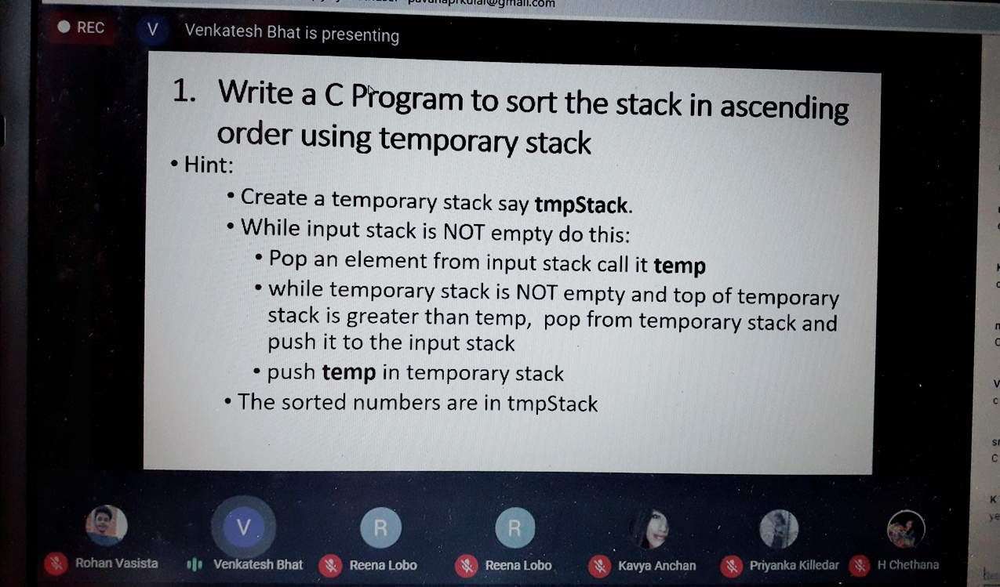 pavanaprkulal@gmail.com
REC V Venkatesh Bhat is presenting
1. Write a C Program to sort the stack in ascending
order using temporary stack
• Hint:
• Create a temporary stack say tmpStack.
• While input stack is NOT empty do this:
• Pop an element from input stack call it temp
• while temporary stack is NOT empty and top of temporary
stack is greater than temp, pop from temporary stack and
push it to the input stack
• push temp in temporary stack
• The sorted numbers are in tmpStack
V R R
Rohan Vasista Venkatesh Bhat Reena Lobo Reena Lobo Kavya Anchan Priyanka Killedar H Chethana